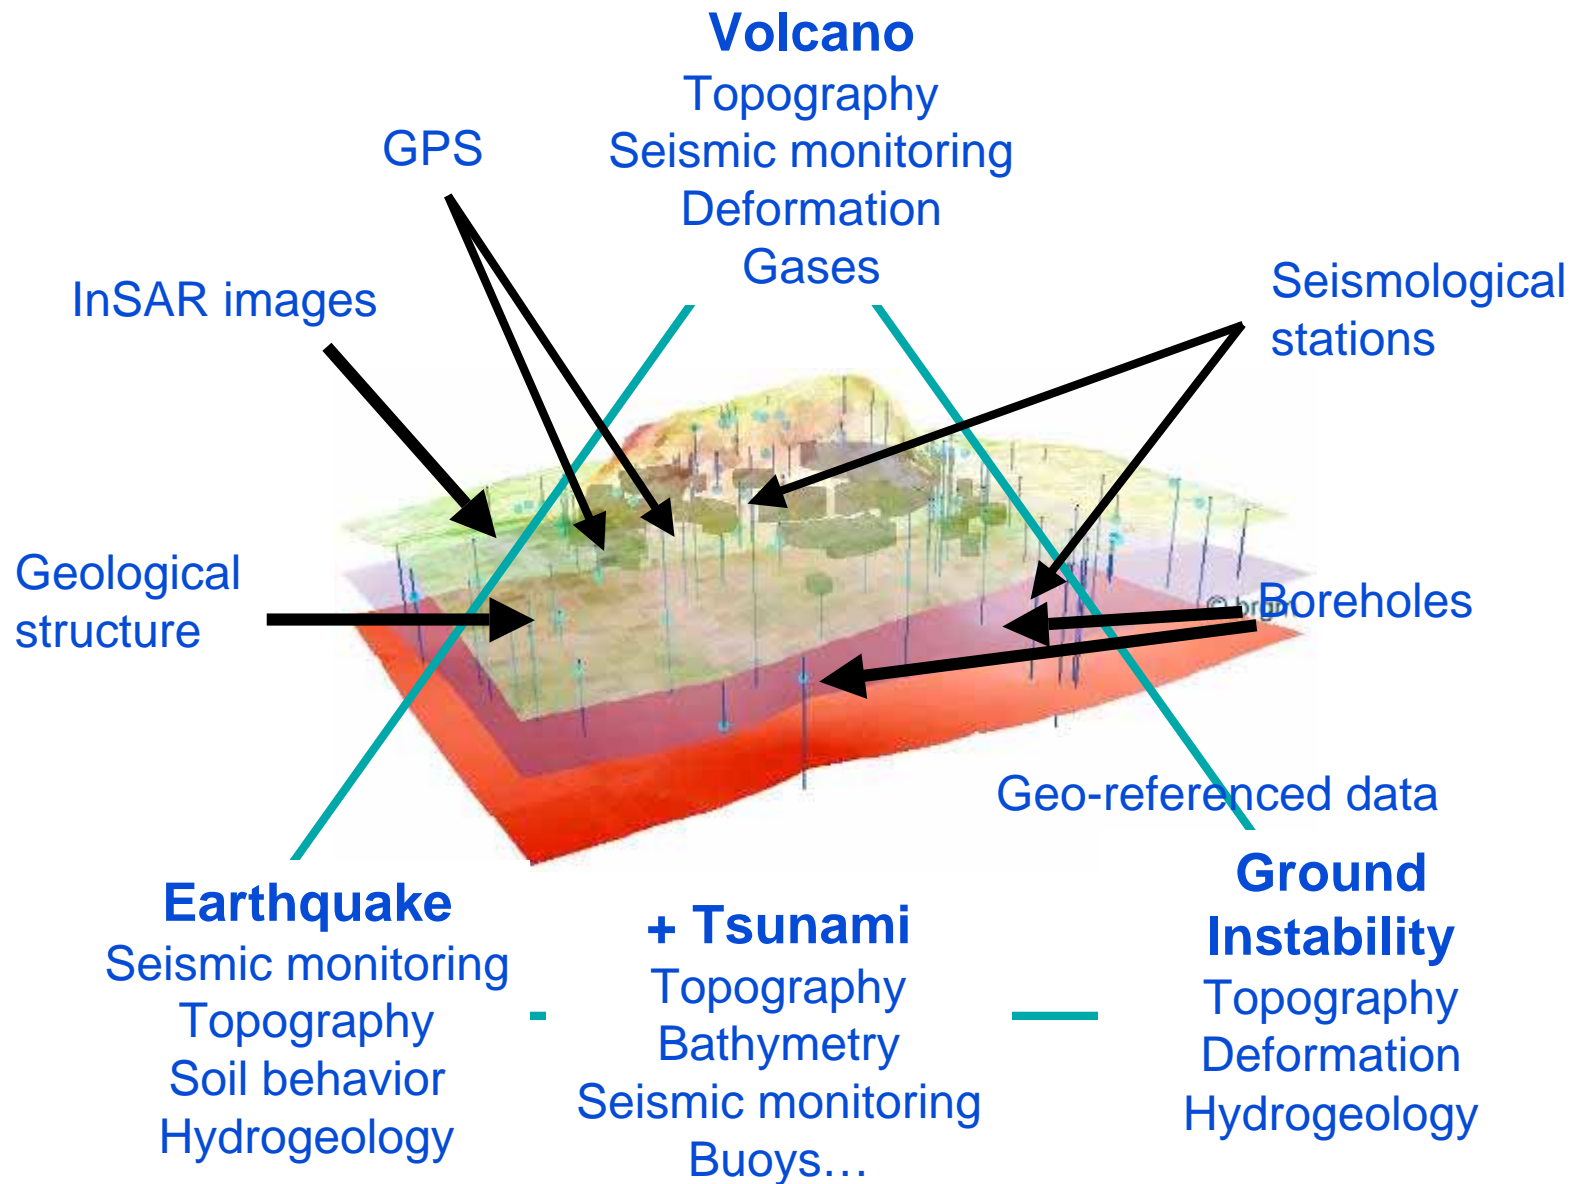 Volcano
Topography
Seismic monitoring
Deformation
Gases
GPS
InSAR images
Seismological
stations
Geological
structure
© brgm
Boreholes
Geo-referenced data
Earthquake
Seismic monitoring
Topography
Soil behavior
Hydrogeology
+ Tsunami
Topography
Bathymetry
Seismic monitoring
Buoys…
Ground
Instability
Topography
Deformation
Hydrogeology